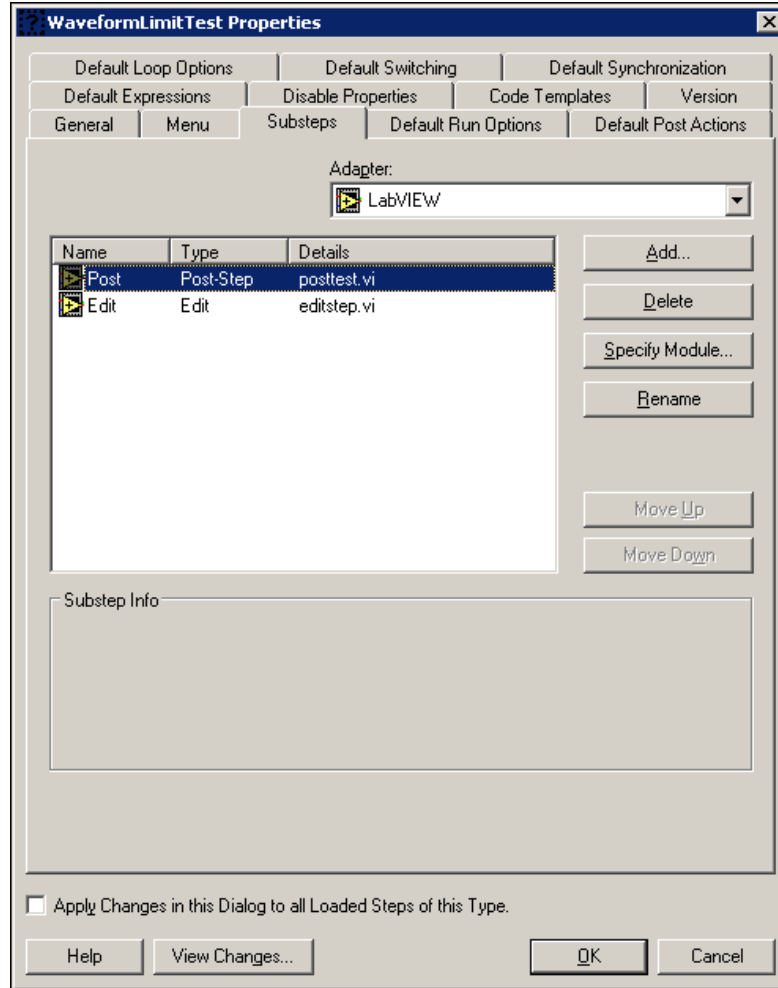 WaveformLimitTest Properties
Default Loop Options Default Switching Default Synchronization
Default Expressions Disable Properties Code Templates Version
General Menu Substeps Default Run Options Default Post Actions
Adapter:
LabVIEW
Name Type Details
Post Post-Step posttest.vi
Edit Edit editstep.vi
Add...
Delete
Specify Module...
Rename
Move Up
Move Down
Substep Info
Apply Changes in this Dialog to all Loaded Steps of this Type.
Help View Changes... OK Cancel